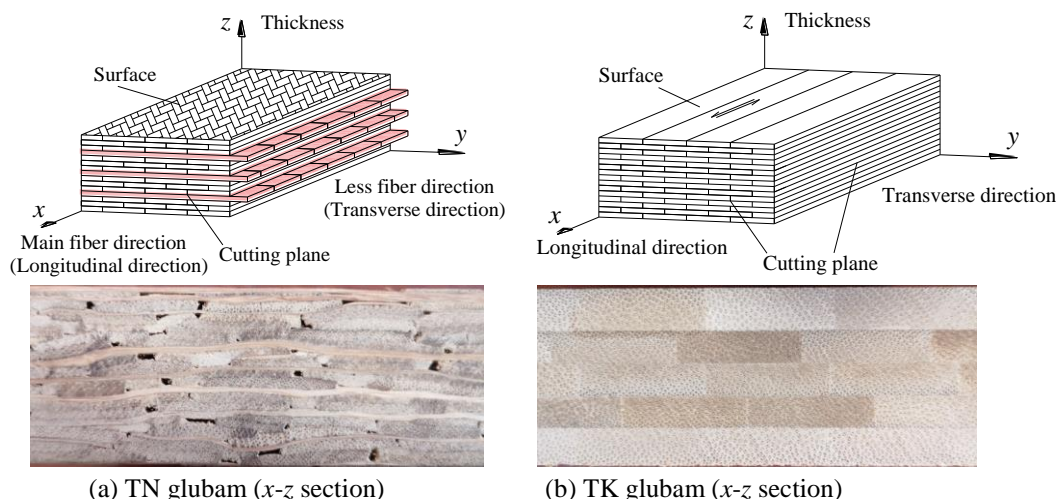 z
Thickness
Surface
y
Less fiber direction
(Transverse direction)
x
Main fiber direction
(Longitudinal direction)
Cutting plane
(a) TN glubam (x-z section)
z
Thickness
Surface
y
Transverse direction
x
Longitudinal direction
Cutting plane
(b) TK glubam (x-z section)